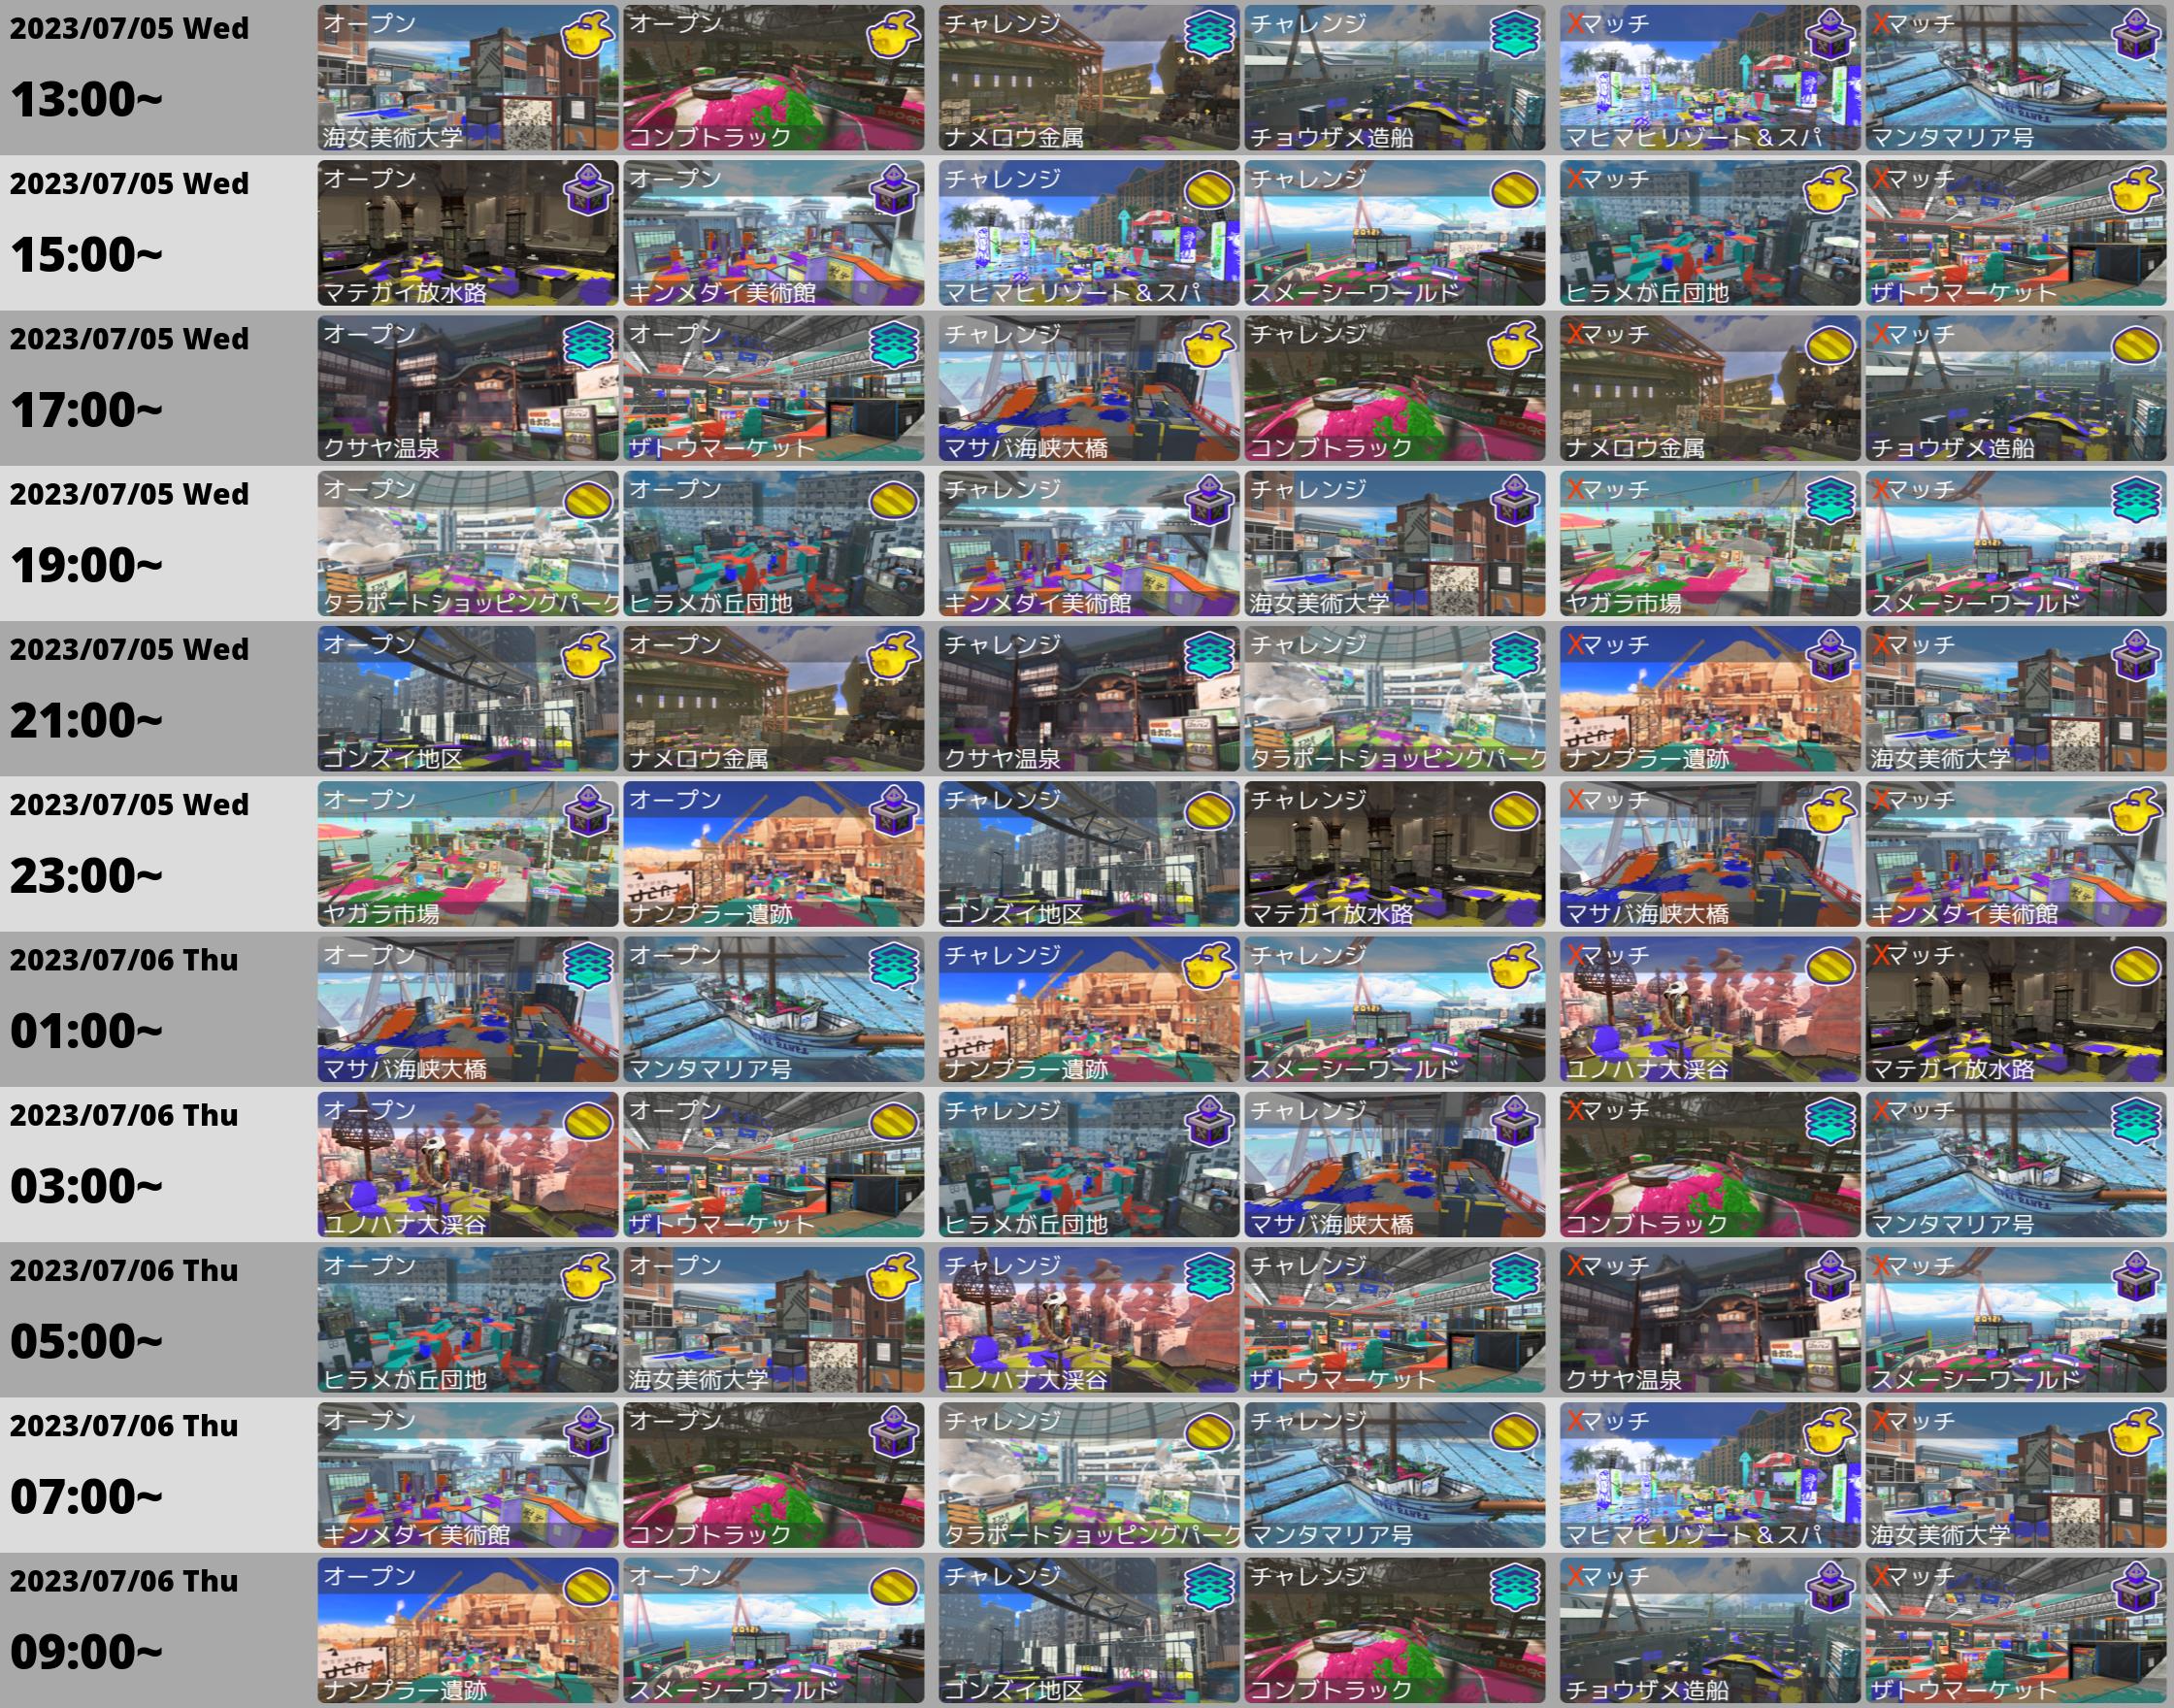 2023/07/05 Wed
13:00~
オープン オープン チャレンジ チャレンジ Xマッチ Xマッチ
海女美術大学 コンブトラック ナメロウ金属 チョウザメ造船 マヒマヒリゾート&スパ マンタマリア号
2023/07/05 Wed
15:00~
オープン オープン チャレンジ チャレンジ Xマッチ Xマッチ
マテガイ放水路 キンメダイ美術館 マヒマヒリゾート&スパ スメーシーワールド ヒラメが丘団地 ザトウマーケット
2023/07/05 Wed
17:00~
オープン オープン チャレンジ チャレンジ Xマッチ Xマッチ
クサヤ温泉 ザトウマーケット マサバ海峡大橋 コンブトラック ナメロウ金属 チョウザメ造船
2023/07/05 Wed
19:00~
オープン オープン チャレンジ チャレンジ Xマッチ Xマッチ
タラポートショッピングパーク ヒラメが丘団地 キンメダイ美術館 海女美術大学 ヤガラ市場 スメーシーワールド
2023/07/05 Wed
21:00~
オープン オープン チャレンジ チャレンジ Xマッチ Xマッチ
ゴンズイ地区 ナメロウ金属 クサヤ温泉 タラポートショッピングパーク ナンプラー遺跡 海女美術大学
2023/07/05 Wed
23:00~
オープン オープン チャレンジ チャレンジ Xマッチ Xマッチ
ヤガラ市場 ナンプラー遺跡 ゴンズイ地区 マテガイ放水路 マサバ海峡大橋 キンメダイ美術館
2023/07/06 Thu
01:00~
オープン オープン チャレンジ チャレンジ Xマッチ Xマッチ
マサバ海峡大橋 マンタマリア号 ナンプラー遺跡 スメーシーワールド ユノハナ大渓谷 マテガイ放水路
2023/07/06 Thu
03:00~
オープン オープン チャレンジ チャレンジ Xマッチ Xマッチ
ユノハナ大渓谷 ザトウマーケット ヒラメが丘団地 マサバ海峡大橋 コンブトラック マンタマリア号
2023/07/06 Thu
05:00~
オープン オープン チャレンジ チャレンジ Xマッチ Xマッチ
ヒラメが丘団地 海女美術大学 ユノハナ大渓谷 ザトウマーケット クサヤ温泉 スメーシーワールド
2023/07/06 Thu
07:00~
オープン オープン チャレンジ チャレンジ Xマッチ Xマッチ
キンメダイ美術館 コンブトラック タラポートショッピングパーク マンタマリア号 マヒマヒリゾート&スパ 海女美術大学
2023/07/06 Thu
09:00~
オープン オープン チャレンジ チャレンジ Xマッチ Xマッチ
ナンプラー遺跡 スメーシーワールド ゴンズイ地区 コンブトラック チョウザメ造船 ザトウマーケット